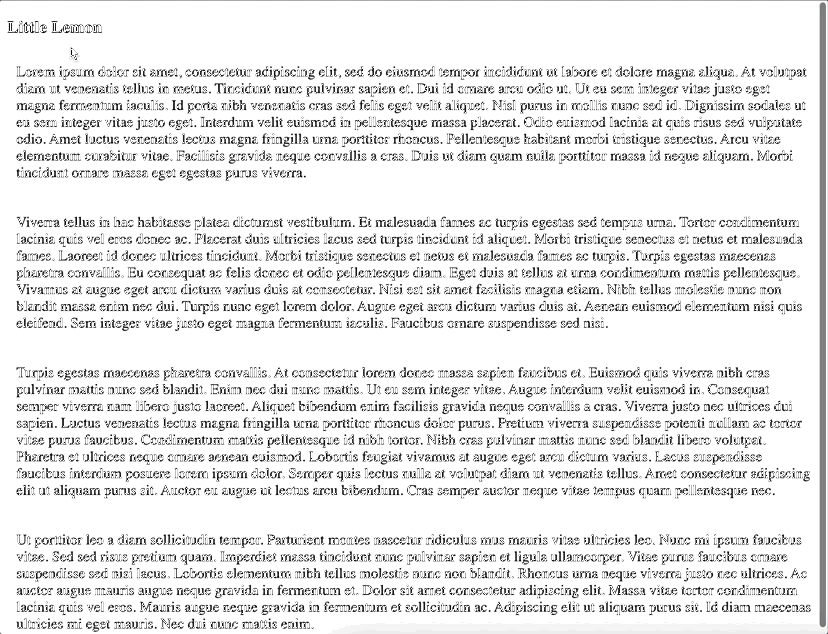 Little Lemon
Lorem ipsum dolor sit amet, consectetur adipiscing elit, sed do eiusmod tempor incididunt ut labore et dolore magna aliqua. At volutpat
diam ut venenatis tellus in metus. Tincidunt nunc pulvinar sapien et. Dui id ornare arcu odio ut. Ut eu sem integer vitae justo eget
magna fermentum iaculis. Id porta nibh venenatis cras sed felis eget velit aliquet. Nisl purus in mollis nunc sed id. Dignissim sodales ut
eu sem integer vitae justo eget. Interdum velit euismod in pellentesque massa placerat. Odio euismod lacinia at quis risus sed vulputate
odio. Amet luctus venenatis lectus magna fringilla urna porttitor rhoncus. Pellentesque habitant morbi tristique senectus. Arcu vitae
elementum curabitur vitae. Facilisis gravida neque convallis a cras. Duis ut diam quam nulla porttitor massa id neque aliquam. Morbi
tincidunt ornare massa eget egestas purus viverra.
Viverra tellus in hac habitasse platea dictumst vestibulum. Et malesuada fames ac turpis egestas sed tempus urna. Tortor condimentum
lacinia quis vel eros donec ac. Placerat duis ultricies lacus sed turpis tincidunt id aliquet. Morbi tristique senectus et netus et malesuada
fames. Laoreet id donec ultrices tincidunt. Morbi tristique senectus et netus et malesuada fames ac turpis. Turpis egestas maecenas
pharetra convallis. Eu consequat ac felis donec et odio pellentesque diam. Eget duis at tellus at urna condimentum mattis pellentesque.
Vivamus at augue eget arcu dictum varius duis at consectetur. Nisi est sit amet facilisis magna etiam. Nibh tellus molestie nunc non
blandit massa enim nec dui. Turpis nunc eget lorem dolor. Augue eget arcu dictum varius duis at. Aenean euismod elementum nisi quis
eleifend. Sem integer vitae justo eget magna fermentum iaculis. Faucibus ornare suspendisse sed nisi.
Turpis egestas maecenas pharetra convallis. At consectetur lorem donec massa sapien faucibus et. Euismod quis viverra nibh cras
pulvinar mattis nunc sed blandit. Enim nec dui nunc mattis. Ut eu sem integer vitae. Augue interdum velit euismod in. Consequat
semper viverra nam libero justo laoreet. Aliquet bibendum enim facilisis gravida neque convallis a cras. Viverra justo nec ultrices dui
sapien. Luctus venenatis lectus magna fringilla urna porttitor rhoncus dolor purus. Pretium viverra suspendisse potenti nullam ac tortor
vitae purus faucibus. Condimentum mattis pellentesque id nibh tortor. Nibh cras pulvinar mattis nunc sed blandit libero volutpat.
Pharetra et ultrices neque ornare aenean euismod. Lobortis feugiat vivamus at augue eget arcu dictum varius. Lacus suspendisse
faucibus interdum posuere lorem ipsum dolor. Semper quis lectus nulla at volutpat diam ut venenatis tellus. Amet consectetur adipiscing
elit ut aliquam purus sit. Auctor eu augue ut lectus arcu bibendum. Cras semper auctor neque vitae tempus quam pellentesque nec.
Ut porttitor leo a diam sollicitudin tempor. Parturient montes nascetur ridiculus mus mauris vitae ultricies leo. Nunc mi ipsum faucibus
vitae. Sed sed risus pretium quam. Imperdiet massa tincidunt nunc pulvinar sapien et ligula ullamcorper. Vitae purus faucibus ornare
suspendisse sed nisi lacus. Lobortis elementum nibh tellus molestie nunc non blandit. Rhoncus urna neque viverra justo nec ultrices. Ac
auctor augue mauris augue neque gravida in fermentum et. Dolor sit amet consectetur adipiscing elit. Massa vitae tortor condimentum
lacinia quis vel eros. Mauris augue neque gravida in fermentum et sollicitudin ac. Adipiscing elit ut aliquam purus sit. Id diam maecenas
ultricies mi eget mauris. Nec dui nunc mattis enim.